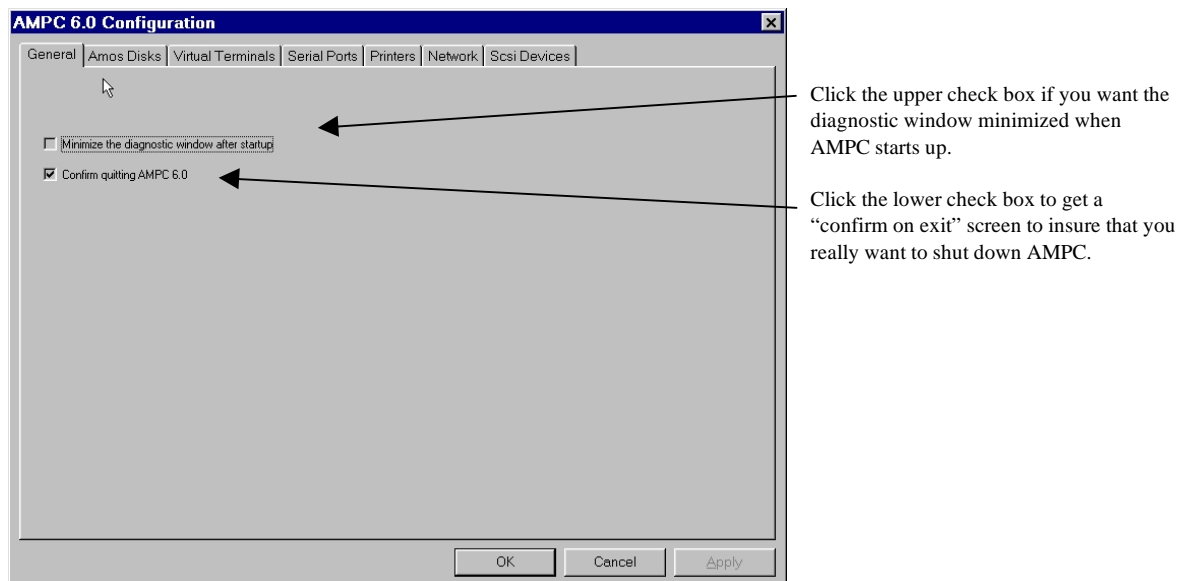 AMPC 6.0 Configuration
General Amos Disks Virtual Terminals Serial Ports Printers Network Scsi Devices
Minimize the diagnostic window after startup
Confirm quitting AMPC 6.0
OK Cancel Apply
Click the upper check box if you want the
diagnostic window minimized when
AMPC starts up.
Click the lower check box to get a
“confirm on exit” screen to insure that you
really want to shut down AMPC.